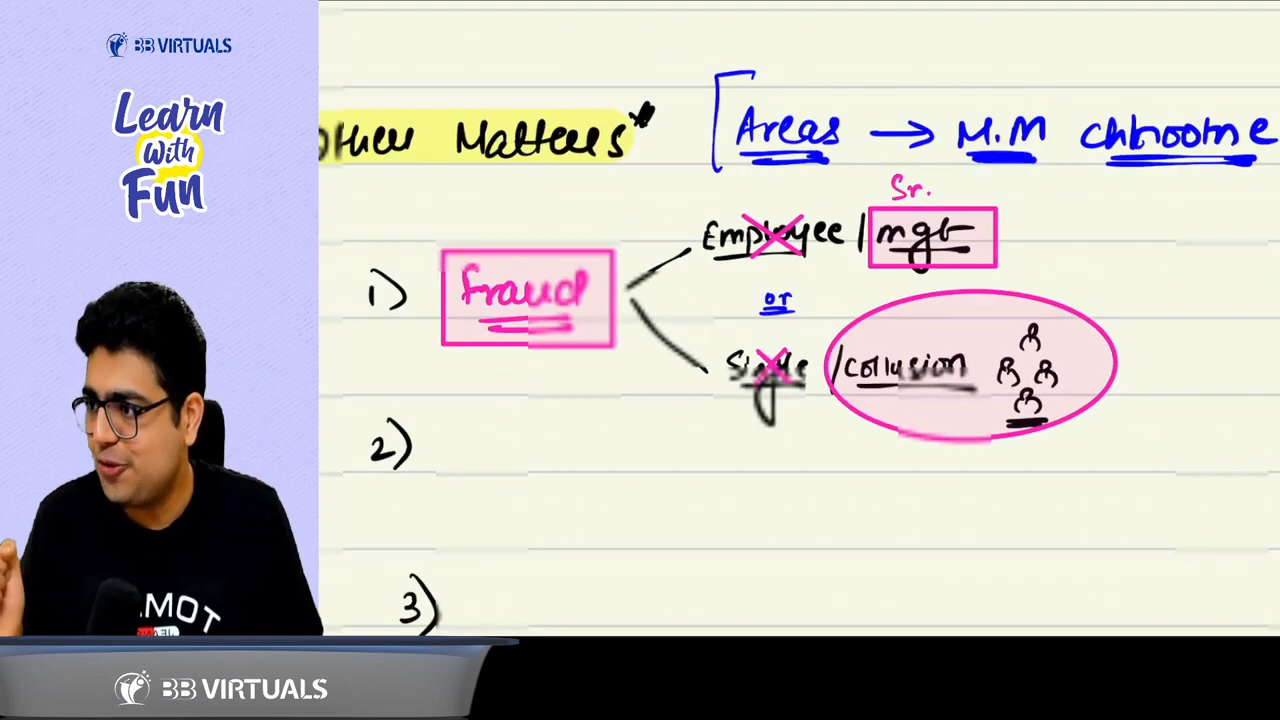 BB VIRTUALS
Learn
With
Fun
other Matters*
[Areas → M.M chhootne
Sr.
1) Fraud
Employee / mgt
or
Single / collusion
2)
3)
.MOT
BB VIRTUALS